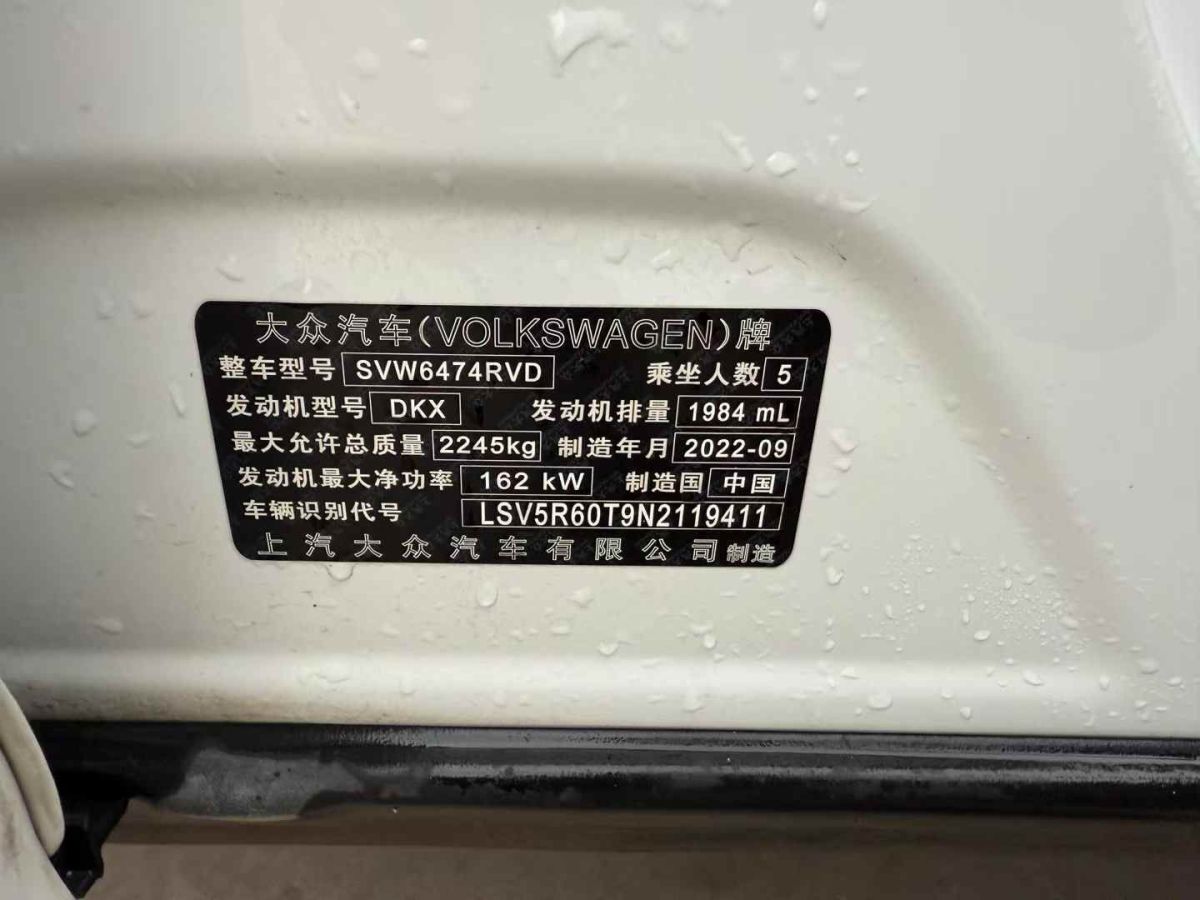 大众汽车(VOLKSWAGEN)牌
整车型号 SVW6474RVD 乘坐人数 5
发动机型号 DKX 发动机排量 1984 mL
最大允许总质量 2245kg 制造年月 2022-09
发动机最大净功率 162 kW 制造国 中国
车辆识别代号 LSV5R60T9N2119411
上汽大众汽车有限公司制造